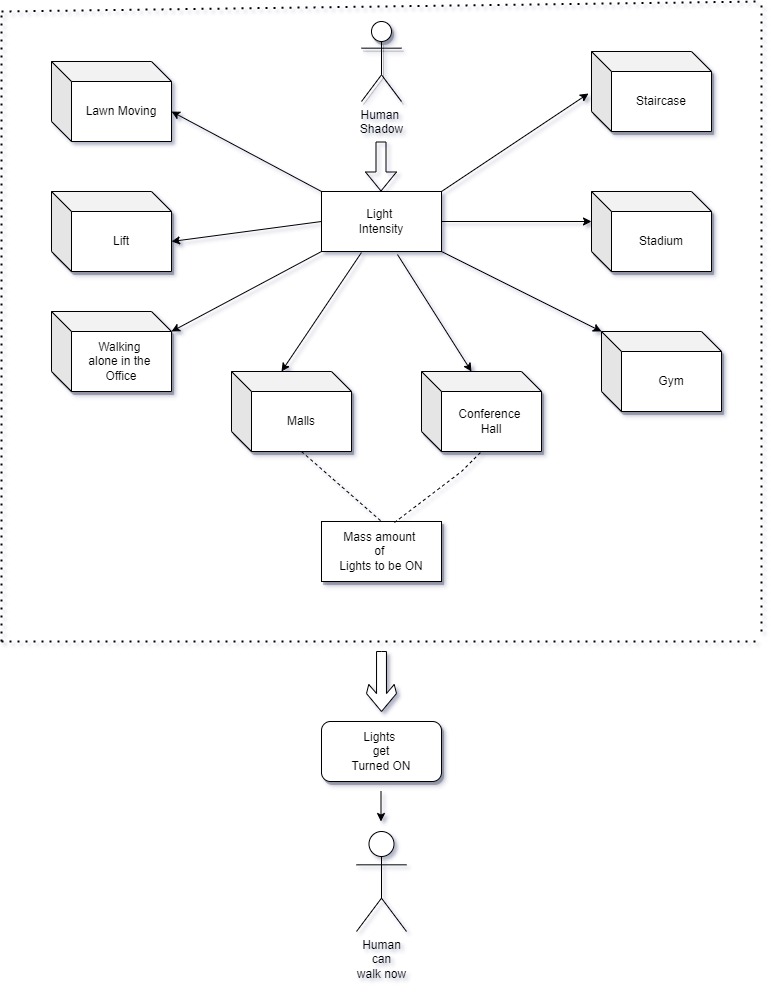 Human
Shadow
Lawn Moving
Staircase
Light
Intensity
Lift
Stadium
Walking
alone in the
Office
Gym
Malls
Conference
Hall
Mass amount
of
Lights to be ON
Lights
get
Turned ON
Human
can
walk now